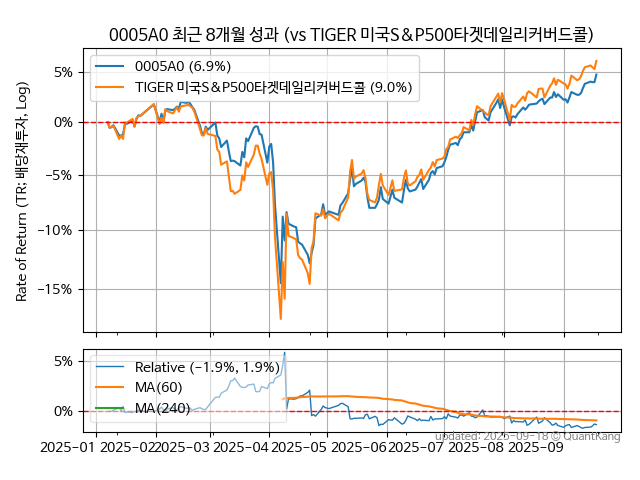 0005A0 최근 8개월 성과 (vs TIGER 미국S&P500타겟데일리커버드콜)
Rate of Return (TR: 배당재투자, Log)
0005A0 (6.9%)
TIGER 미국S&P500타겟데일리커버드콜 (9.0%)
5%
0%
−5%
−10%
−15%
Relative (−1.9%, 1.9%)
MA(60)
MA(240)
5%
0%
2025-01 2025-02 2025-03 2025-04 2025-05 2025-06 2025-07 2025-08 2025-09
updated: 2025-09-18 © QuantKang